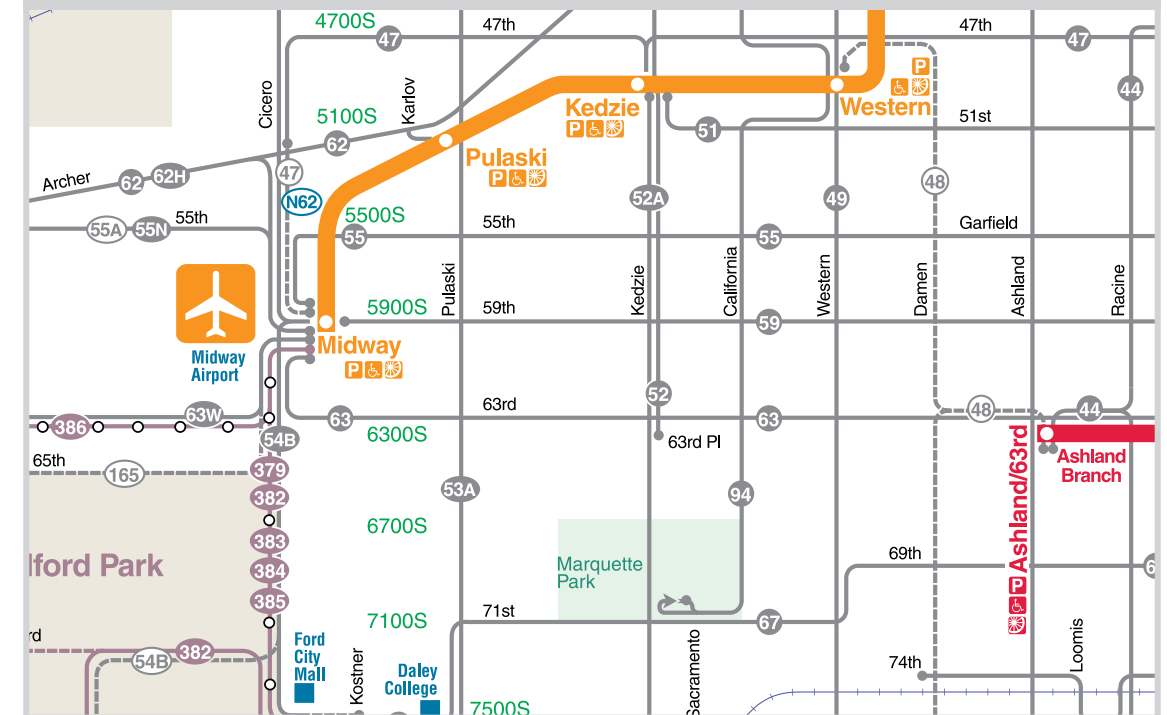 4700S
47
47th
47th
47
Cicero
Karlov
5100S
62
Kedzie
P
Western
P
44
51
51st
Pulaski
P
Archer
62
62H
47
N62
52A
49
48
55A
55N
55th
5500S
55
55th
55
Garfield
Pulaski
Kedzie
California
Western
Damen
Ashland
Racine
5900S
59th
59
Midway
P
Midway
Airport
52
386
63W
63
63rd
63
48
44
54B
6300S
63rd Pl
65th
165
379
382
383
384
385
53A
94
Ashland/63rd
P
Ashland
Branch
6700S
lford Park
Marquette
Park
69th
6
7100S
71st
67
rd
54B
382
Ford
City
Mall
Kostner
Daley
College
Sacramento
74th
Loomis
7500S